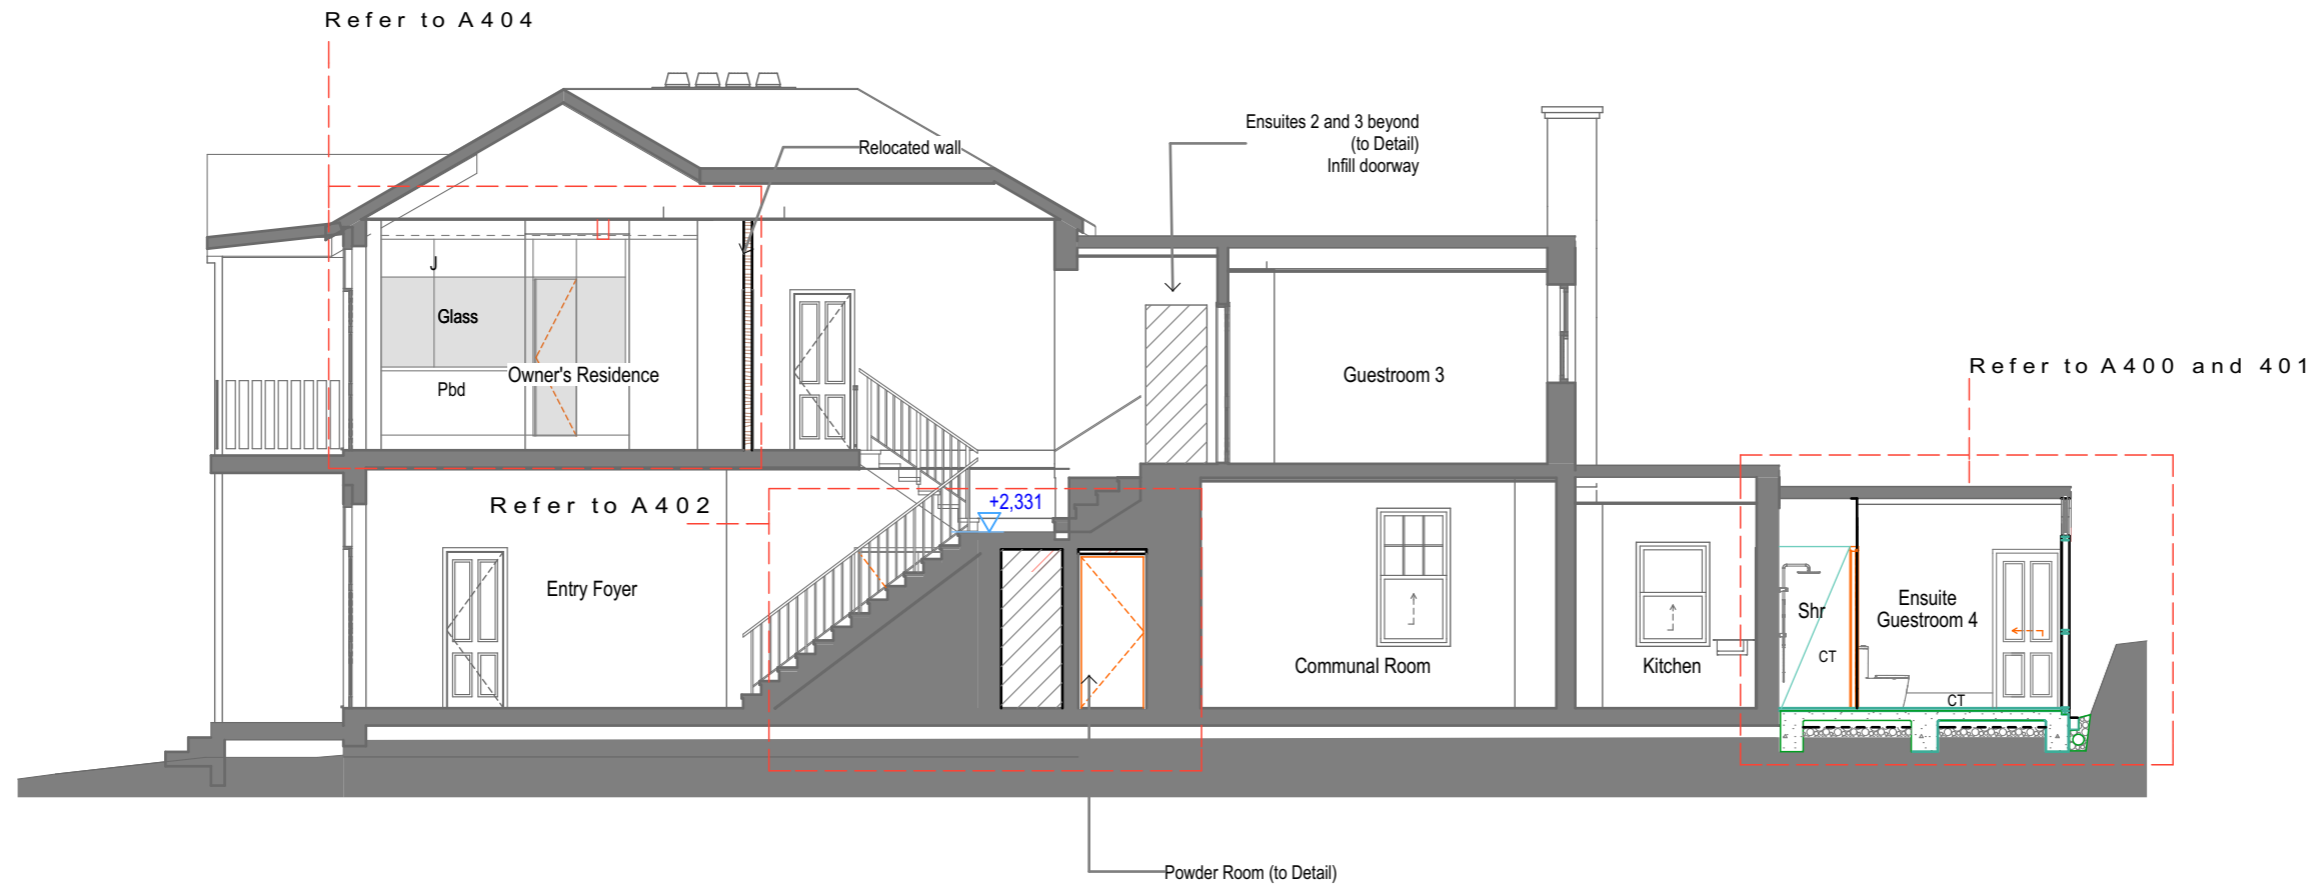 Refer to A404
Ensuites 2 and 3 beyond
(to Detail)
Infill doorway
Relocated wall
J
Glass
Pbd
Owner's Residence
Guestroom 3
Refer to A400 and 401
Refer to A402
+2,331
Entry Foyer
Communal Room
Kitchen
Shr
CT
Ensuite
Guestroom 4
CT
Powder Room (to Detail)